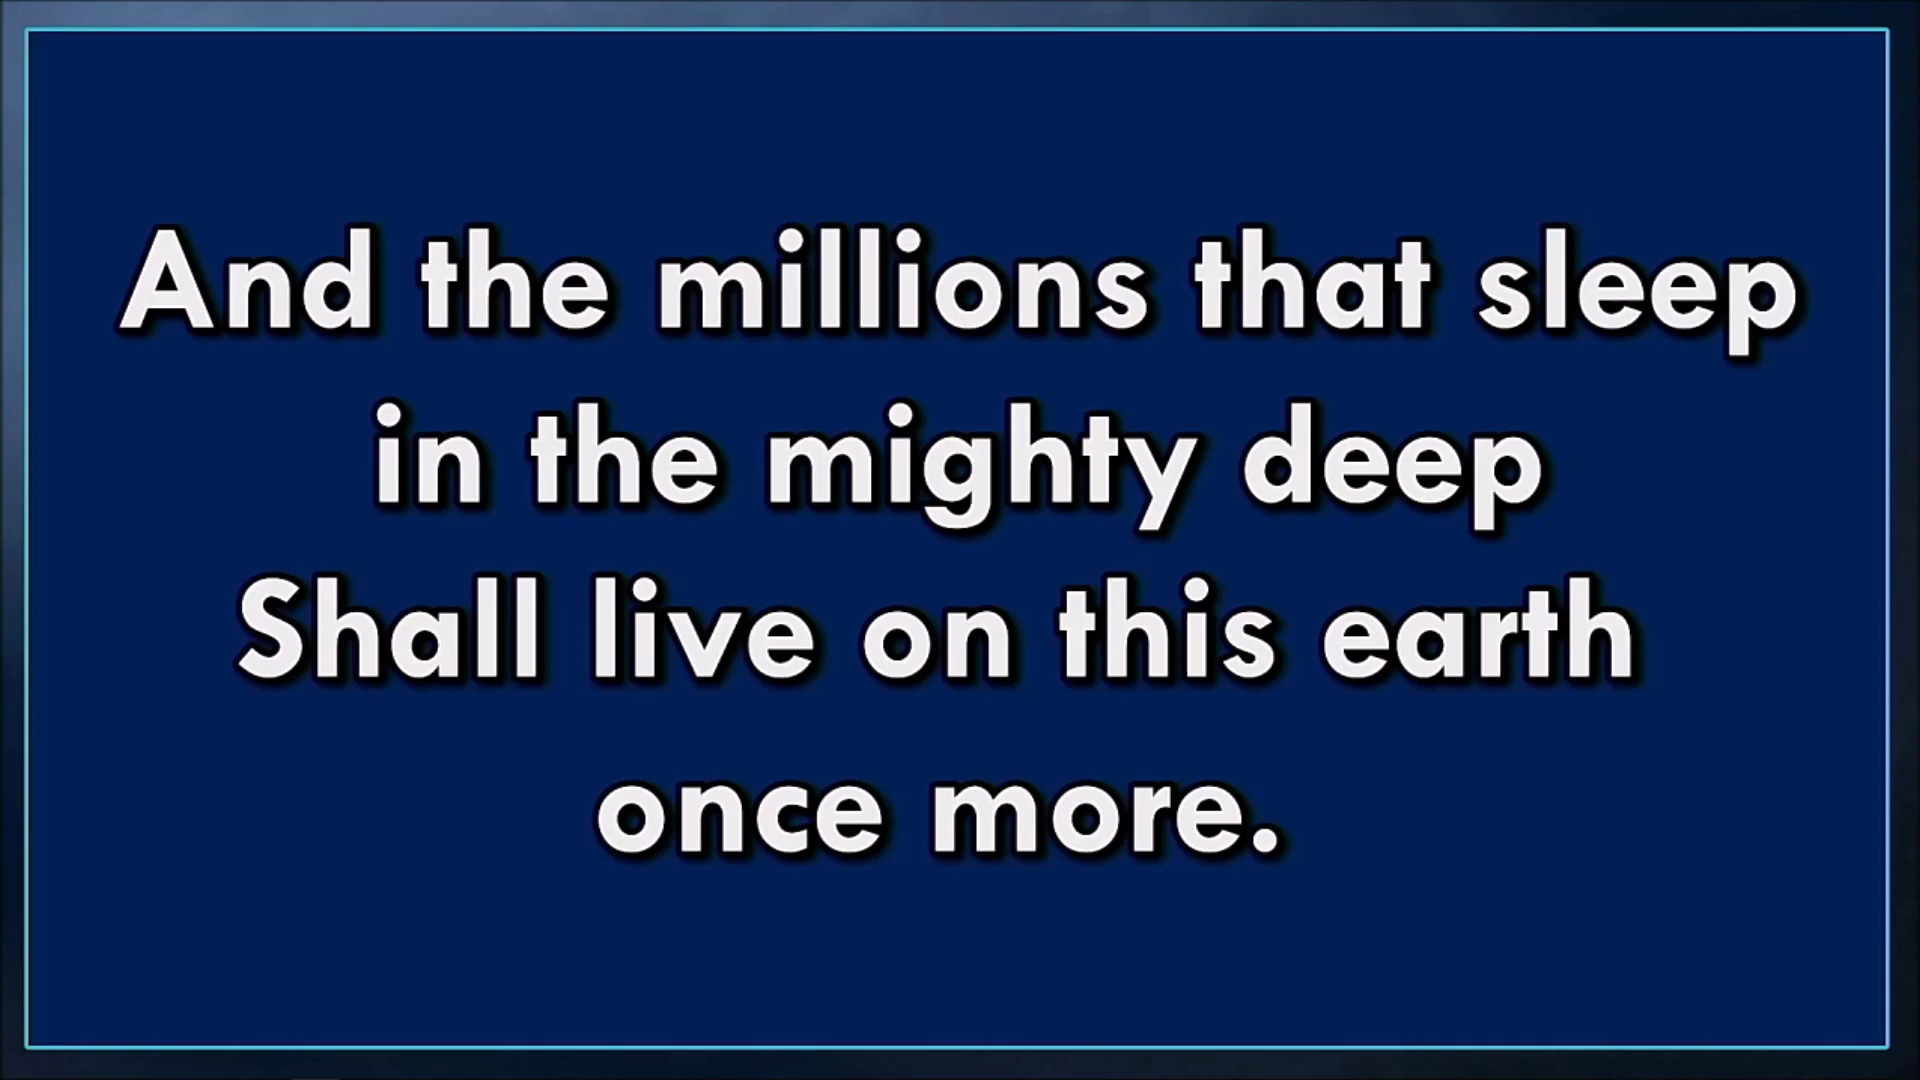 And the millions that sleep
in the mighty deep
Shall live on this earth
once more.